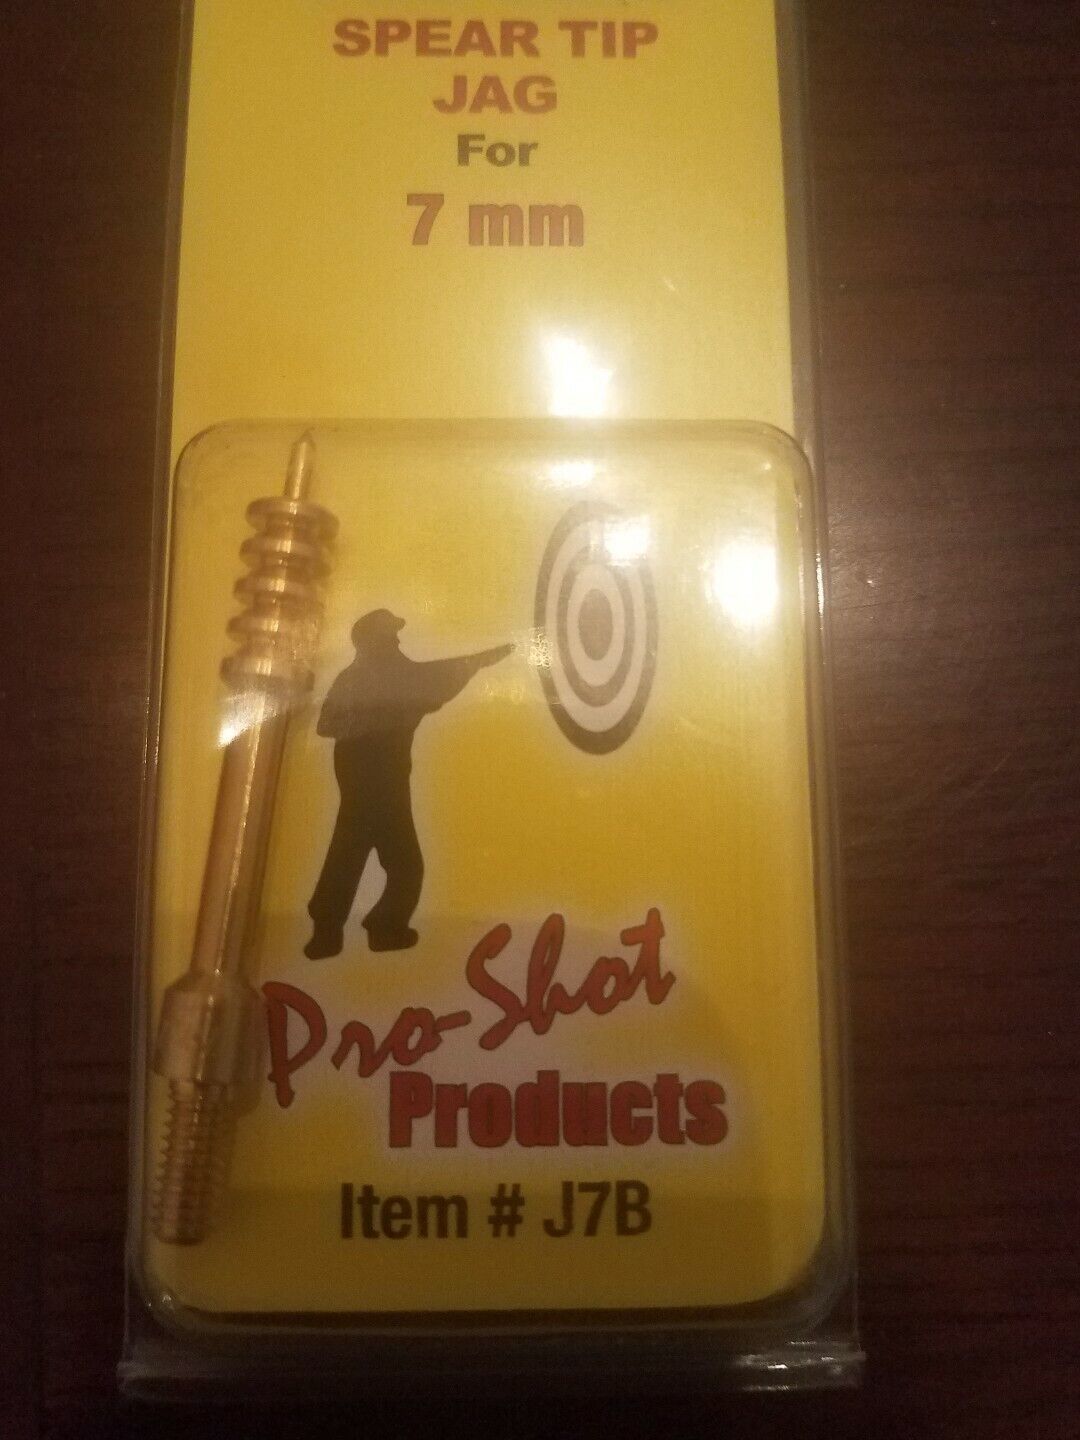 SPEAR TIP
JAG
For
7 mm
Pro-Shot
Products
Item # J7B